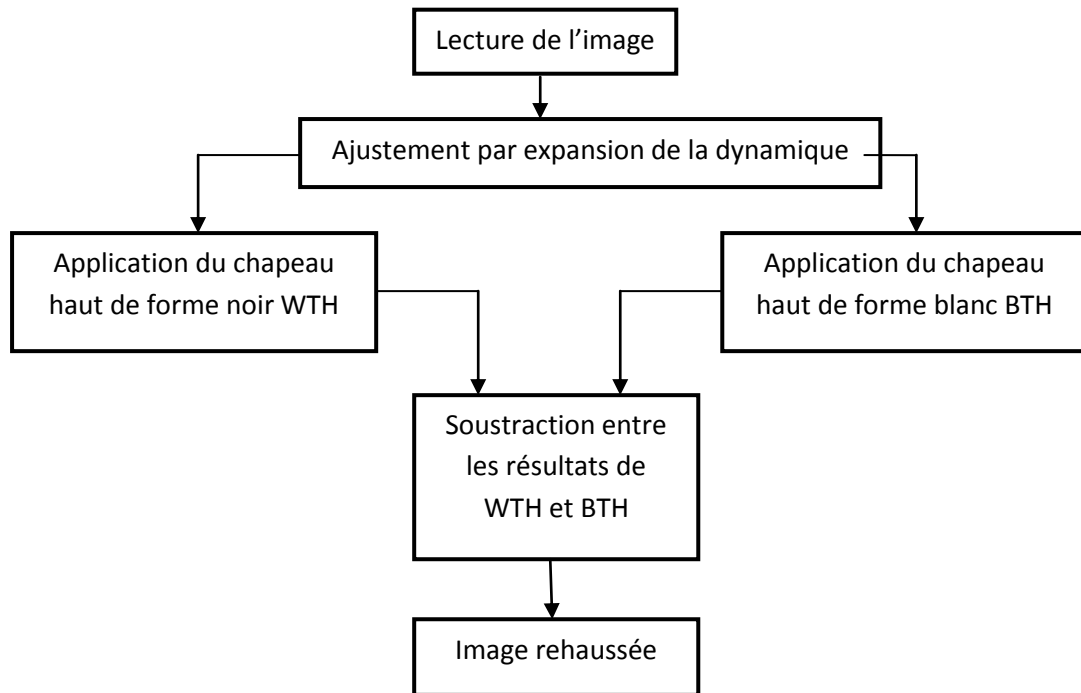 Lecture de l’image
Ajustement par expansion de la dynamique
Application du chapeau
haut de forme noir WTH
Application du chapeau
haut de forme blanc BTH
Soustraction entre
les résultats de
WTH et BTH
Image rehaussée